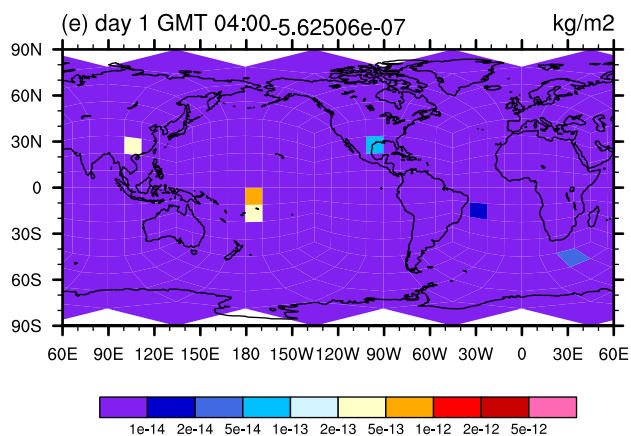 (e) day 1 GMT 04:00-5.62506e-07 kg/m2
90N
60N
30N
0
30S
60S
90S
60E 90E 120E 150E 180 150W 120W 90W 60W 30W 0 30E 60E
1e-14 2e-14 5e-14 1e-13 2e-13 5e-13 1e-12 2e-12 5e-12